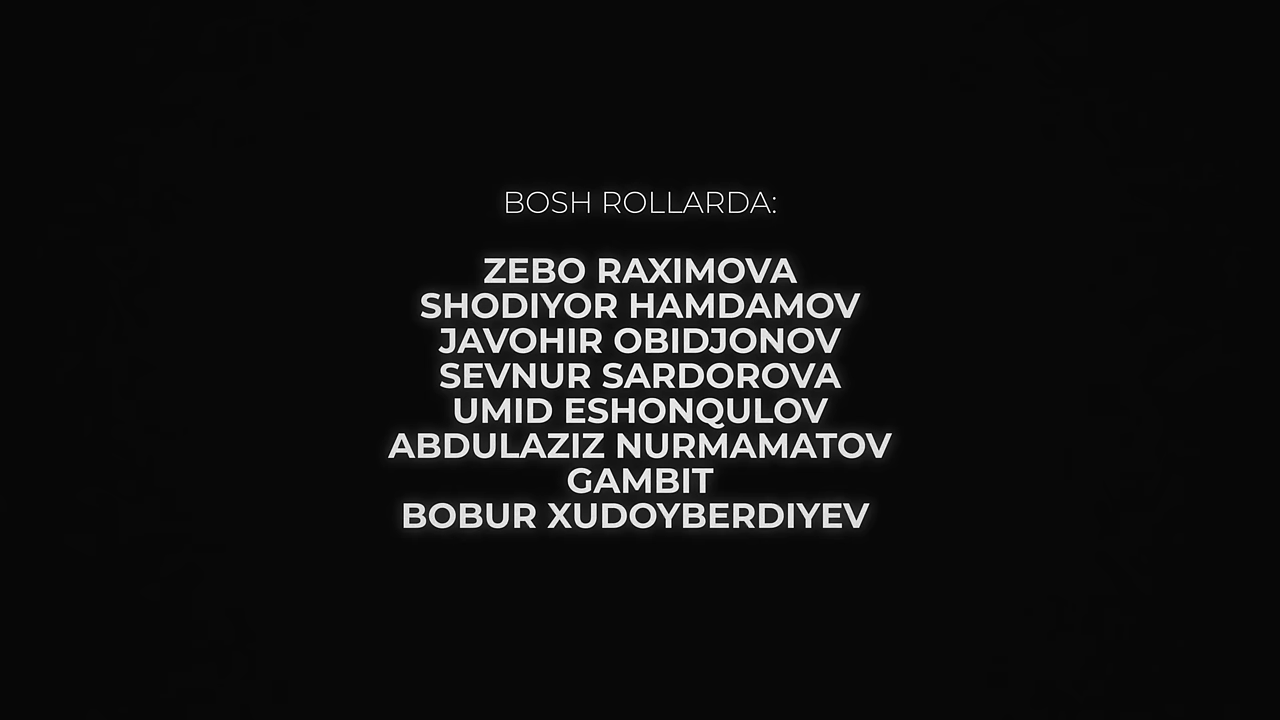 BOSH ROLLARDA:
ZEBO RAXIMOVA
SHODIYOR HAMDAMOV
JAVOHIR OBIDJONOV
SEVNUR SARDOROVA
UMID ESHONQULOV
ABDULAZIZ NURMAMATOV
GAMBIT
BOBUR XUDOYBERDIYEV